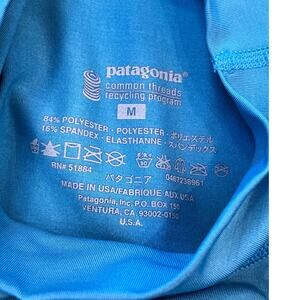 patagonia®
common threads
recycling program
M
84% POLYESTER · POLYESTER · ポリエステル
16% SPANDEX · ELASTHANNE · スパンデックス
RN# 51884
パタゴニア
0467238961
MADE IN USA/FABRIQUE AUX USA
Patagonia, Inc. P.O. BOX 150
VENTURA, CA. 93002-0150
U.S.A.